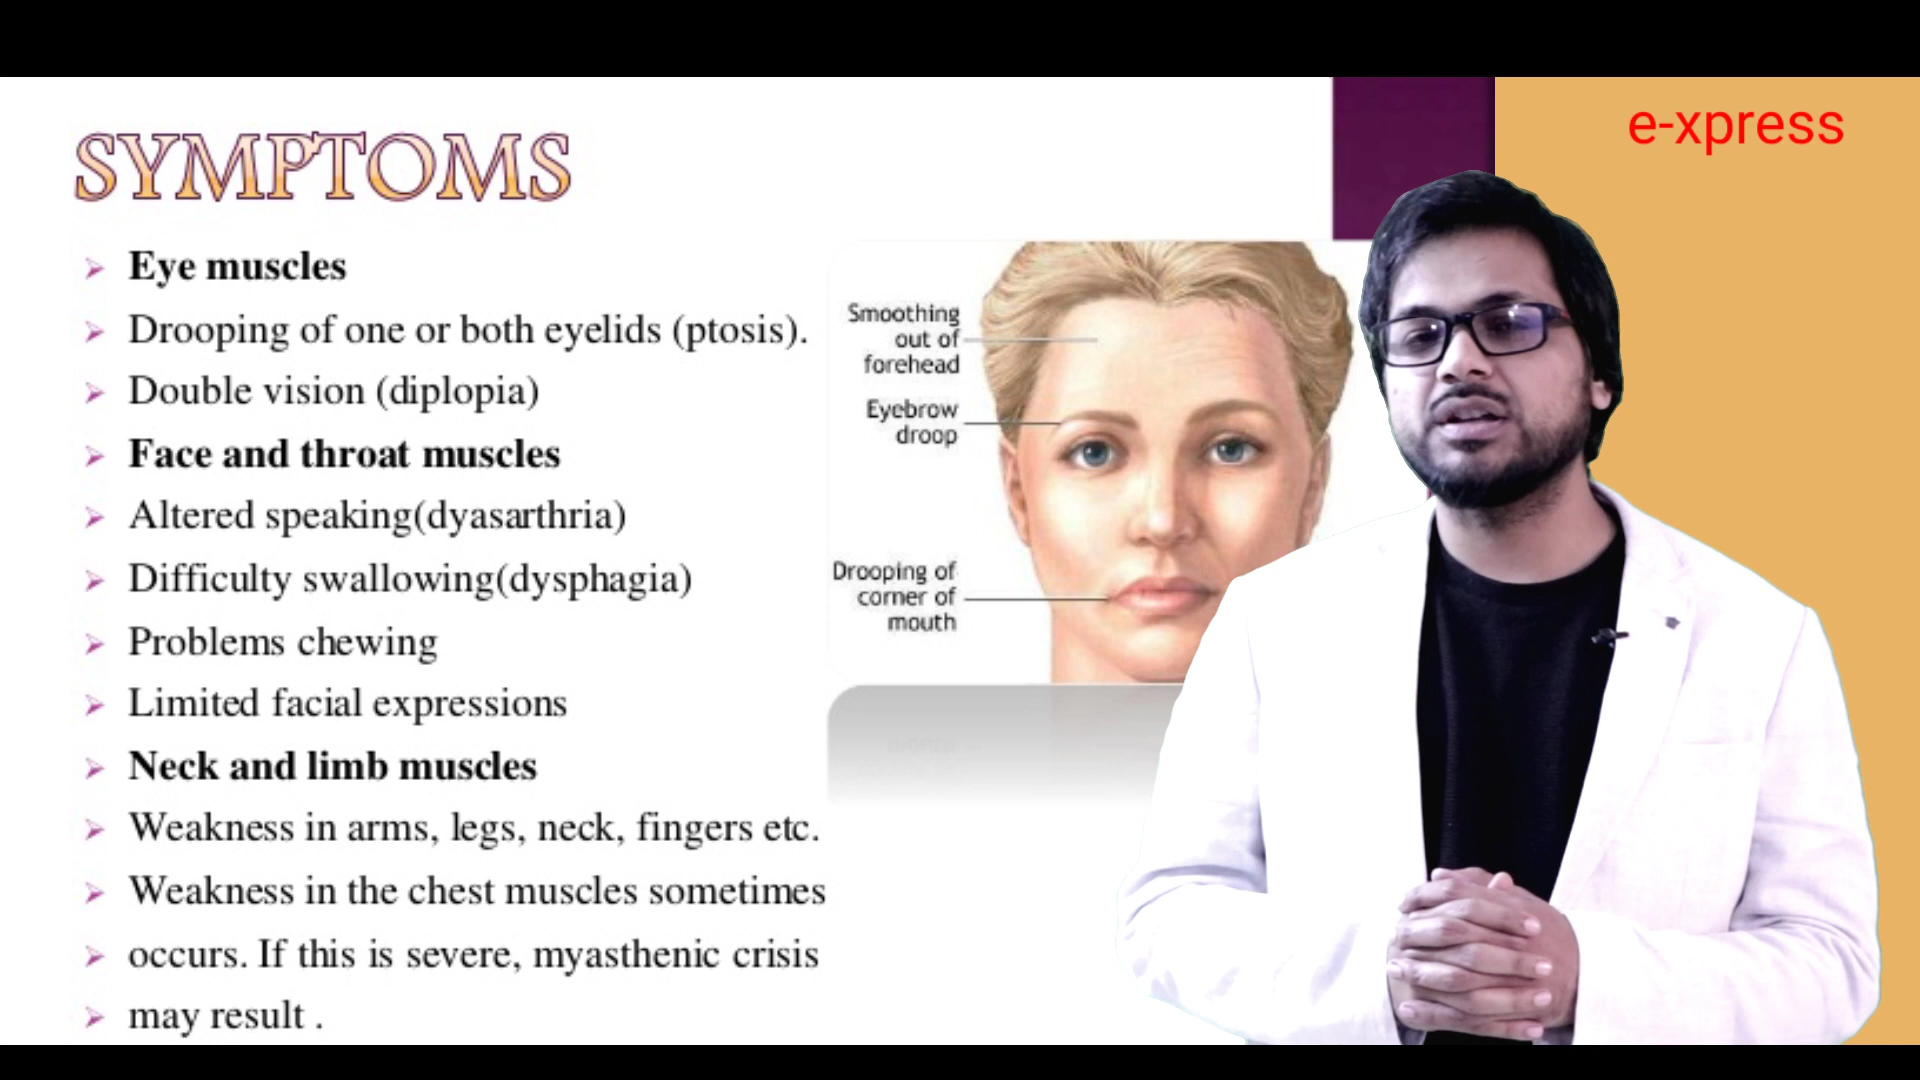 e-xpress
SYMPTOMS
Eye muscles
Drooping of one or both eyelids (ptosis).
Double vision (diplopia)
Face and throat muscles
Altered speaking(dyasarthria)
Difficulty swallowing(dysphagia)
Problems chewing
Limited facial expressions
Neck and limb muscles
Weakness in arms, legs, neck, fingers etc.
Weakness in the chest muscles sometimes
occurs. If this is severe, myasthenic crisis
may result .
Smoothing
out of
forehead
Eyebrow
droop
Drooping of
corner of
mouth